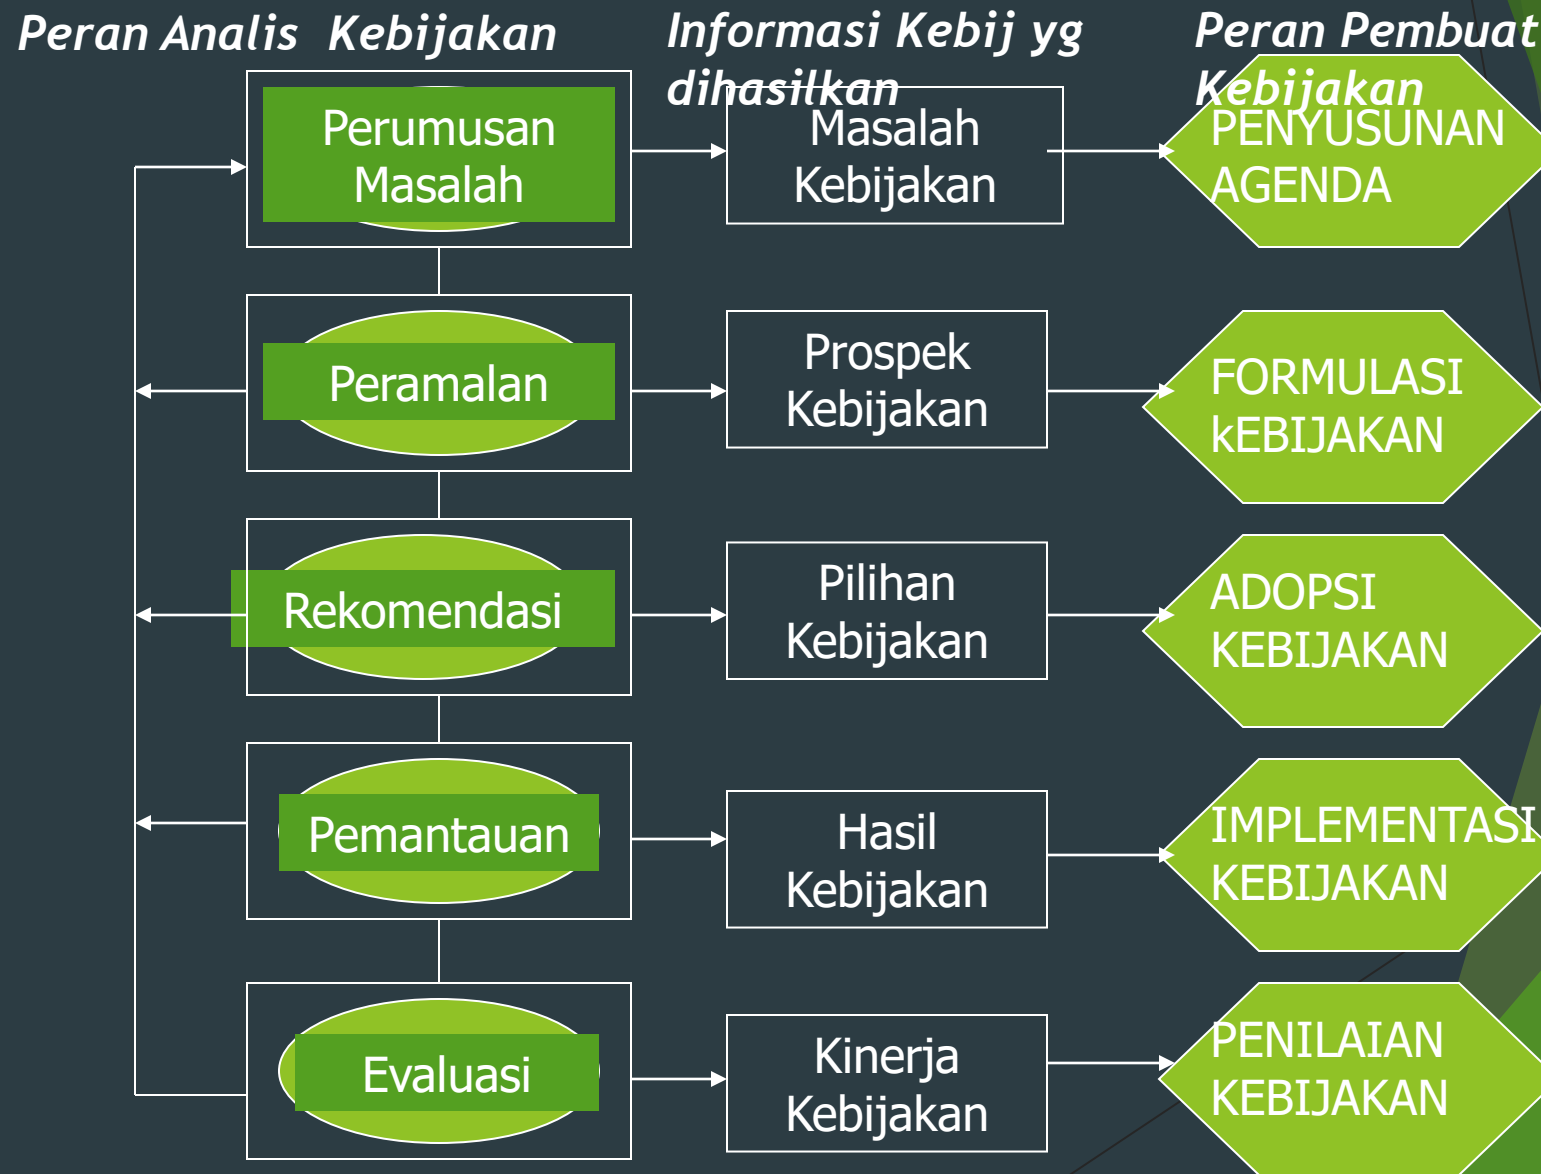 Peran Analis  Kebijakan
Informasi Kebij yg
dihasilkan
Peran Pembuat
Kebijakan
Perumusan
Masalah
Masalah
Kebijakan
PENYUSUNAN
AGENDA
Peramalan
Prospek
Kebijakan
FORMULASI
kEBIJAKAN
Rekomendasi
Pilihan
Kebijakan
ADOPSI
KEBIJAKAN
Pemantauan
Hasil
Kebijakan
IMPLEMENTASI
KEBIJAKAN
Evaluasi
Kinerja
Kebijakan
PENILAIAN
KEBIJAKAN